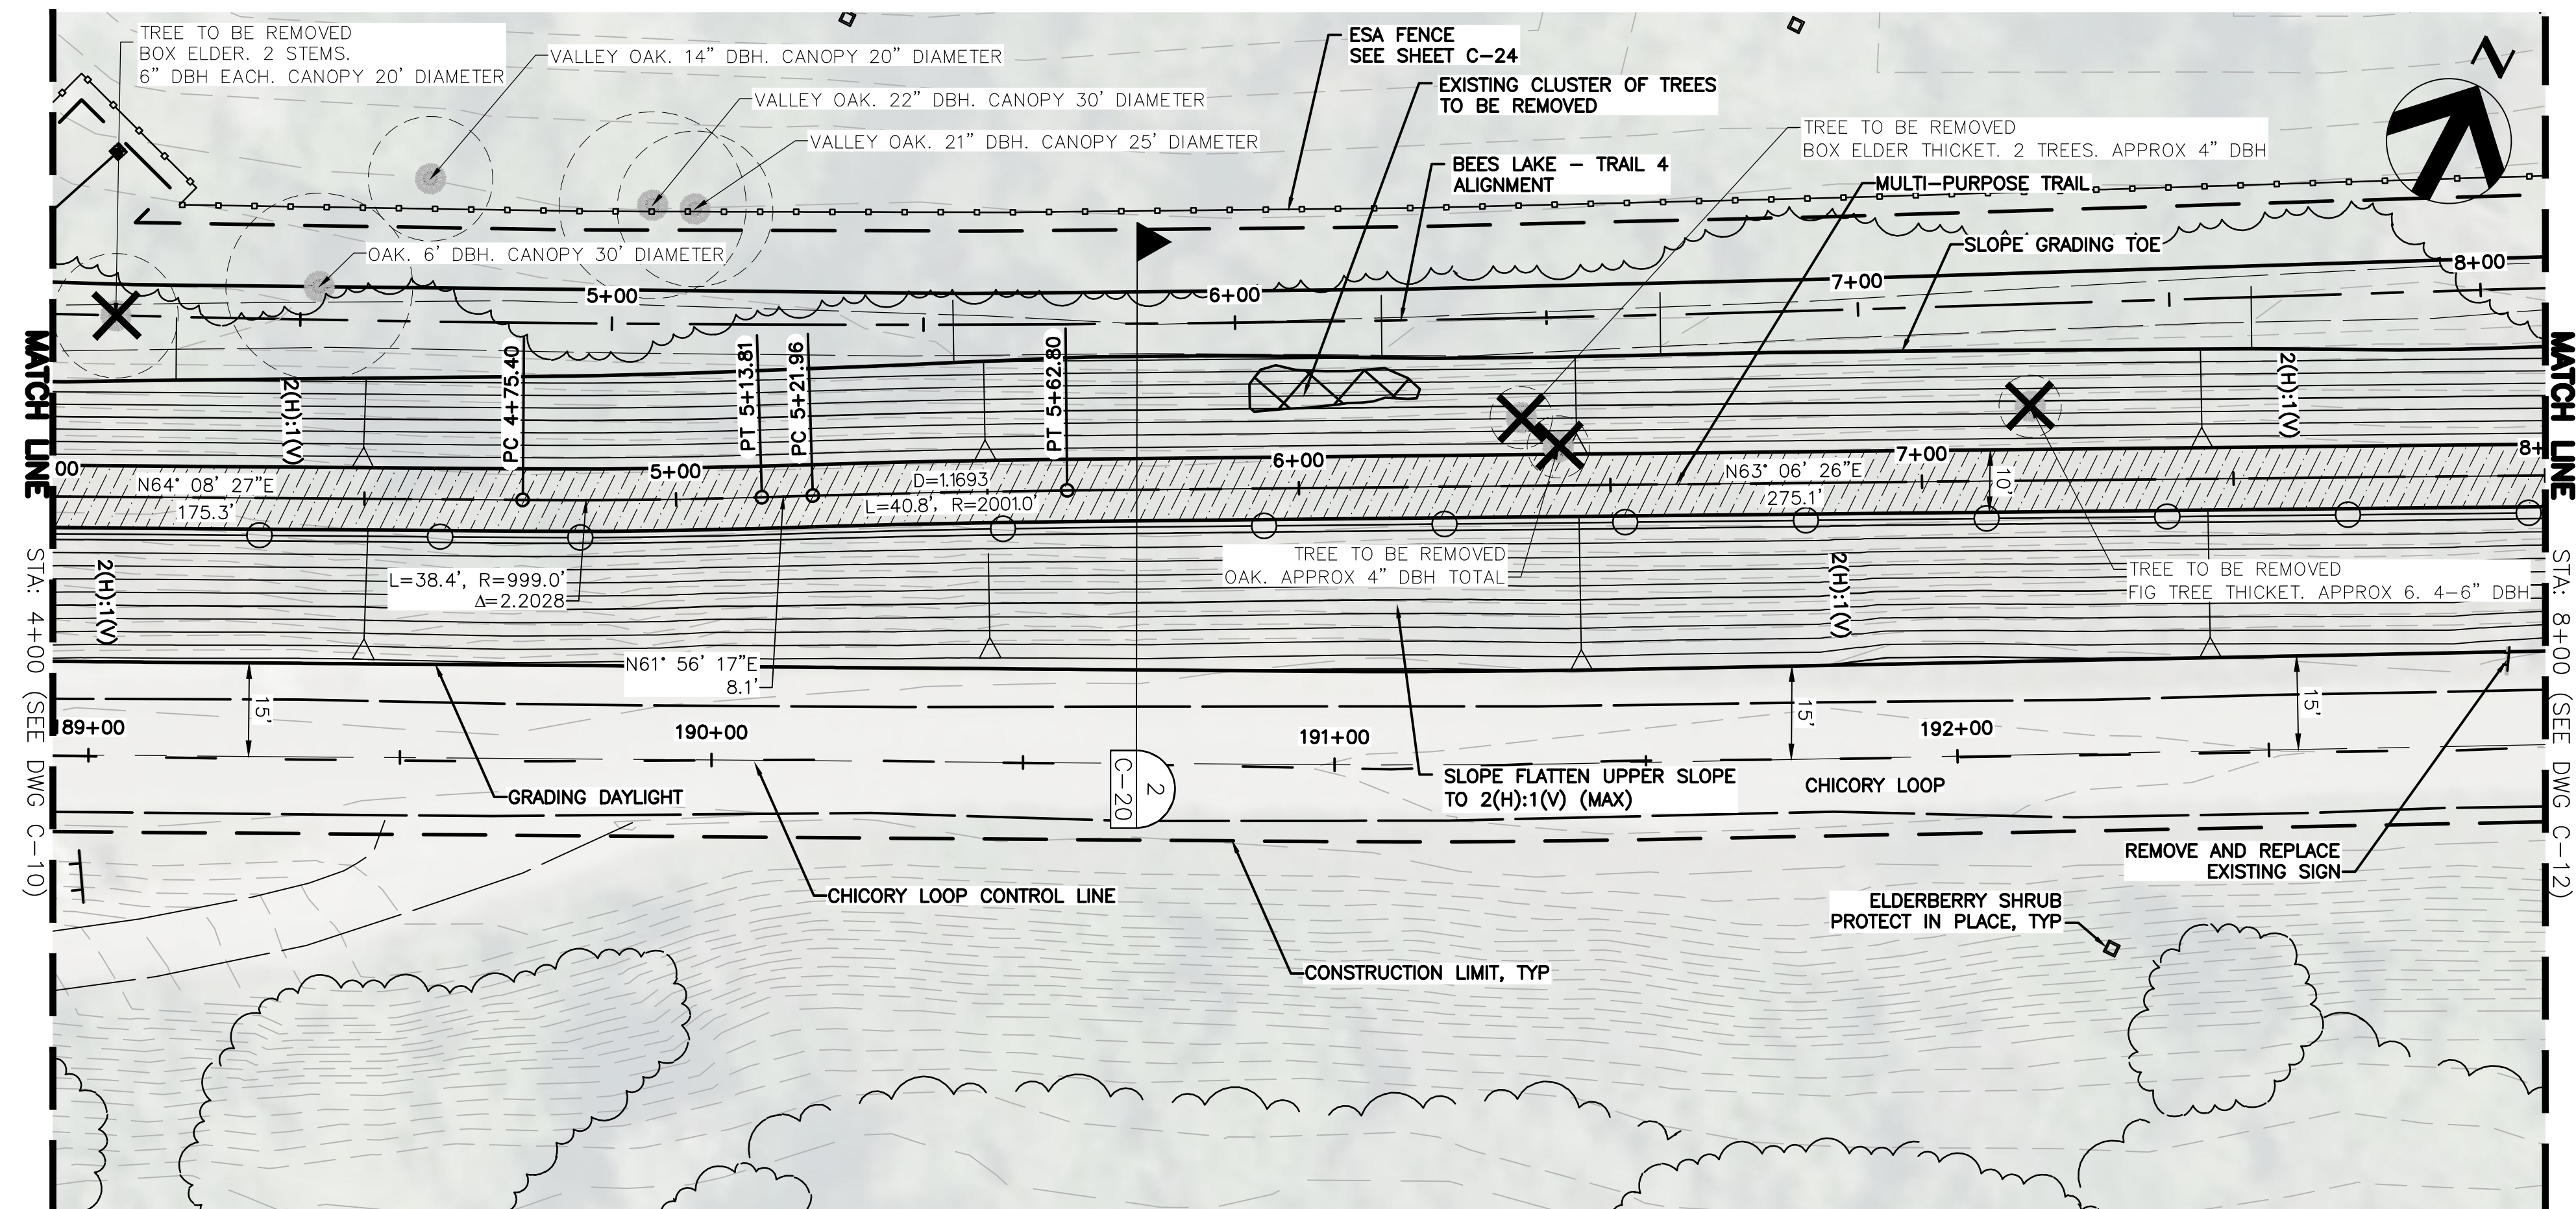 TREE TO BE REMOVED
BOX ELDER. 2 STEMS.
6" DBH EACH. CANOPY 20' DIAMETER
VALLEY OAK. 14" DBH. CANOPY 20" DIAMETER
VALLEY OAK. 22" DBH. CANOPY 30' DIAMETER
VALLEY OAK. 21" DBH. CANOPY 25' DIAMETER
OAK. 6' DBH. CANOPY 30' DIAMETER
ESA FENCE
SEE SHEET C-24
EXISTING CLUSTER OF TREES
TO BE REMOVED
BEES LAKE - TRAIL 4
ALIGNMENT
TREE TO BE REMOVED
BOX ELDER THICKET. 2 TREES. APPROX 4" DBH
MULTI-PURPOSE TRAIL
SLOPE GRADING TOE
N
5+00
6+00
7+00
8+00
MATCH LINE
STA: 4+00 (SEE DWG C-10)
MATCH LINE
STA: 8+00 (SEE DWG C-12)
2(H):1(V)
PC 4+75.40
PT 5+13.81
PC 5+21.96
PT 5+62.80
2(H):1(V)
00
N64° 08' 27"E
175.3'
5+00
D=1.1693
L=40.8', R=2001.0'
6+00
N63° 06' 26"E
275.1'
7+00
10'
8+
2(H):1(V)
L=38.4', R=999.0'
Δ=2.2028
N61° 56' 17"E
8.1'
TREE TO BE REMOVED
OAK. APPROX 4" DBH TOTAL
2(H):1(V)
TREE TO BE REMOVED
FIG TREE THICKET. APPROX 6. 4-6" DBH
15'
15'
15'
89+00
190+00
191+00
192+00
2
C-20
GRADING DAYLIGHT
SLOPE FLATTEN UPPER SLOPE
TO 2(H):1(V) (MAX)
CHICORY LOOP
CHICORY LOOP CONTROL LINE
CONSTRUCTION LIMIT, TYP
REMOVE AND REPLACE
EXISTING SIGN
ELDERBERRY SHRUB
PROTECT IN PLACE, TYP